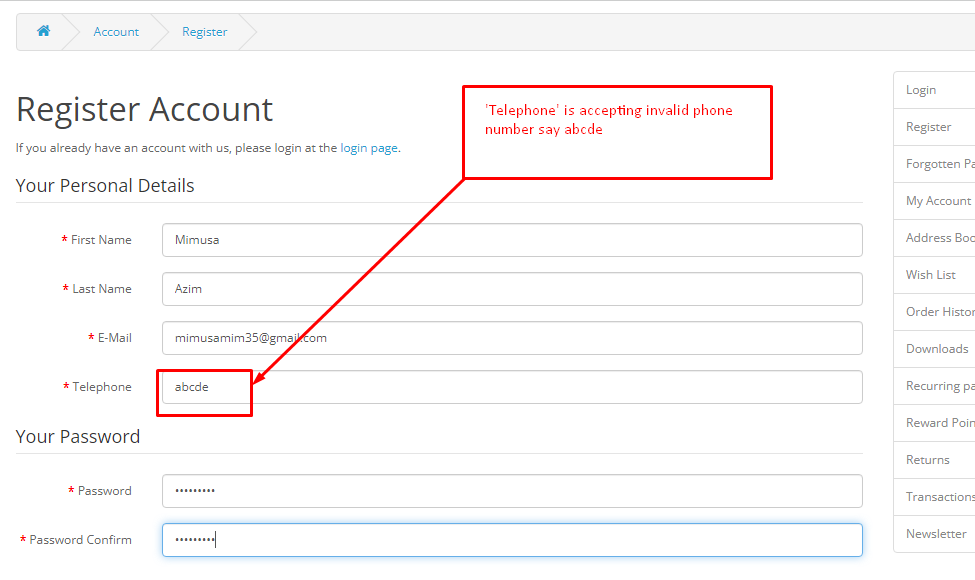 Account
Register
Register Account
If you already have an account with us, please login at the login page.
'Telephone' is accepting invalid phone
number say abcde
Your Personal Details
* First Name Mimusa
* Last Name Azim
* E-Mail mimusamim35@gmail.com
* Telephone abcde
Your Password
* Password •••••••••
* Password Confirm •••••••••
Login
Register
Forgotten Pa
My Account
Address Boo
Wish List
Order Histor
Downloads
Recurring pa
Reward Poin
Returns
Transactions
Newsletter